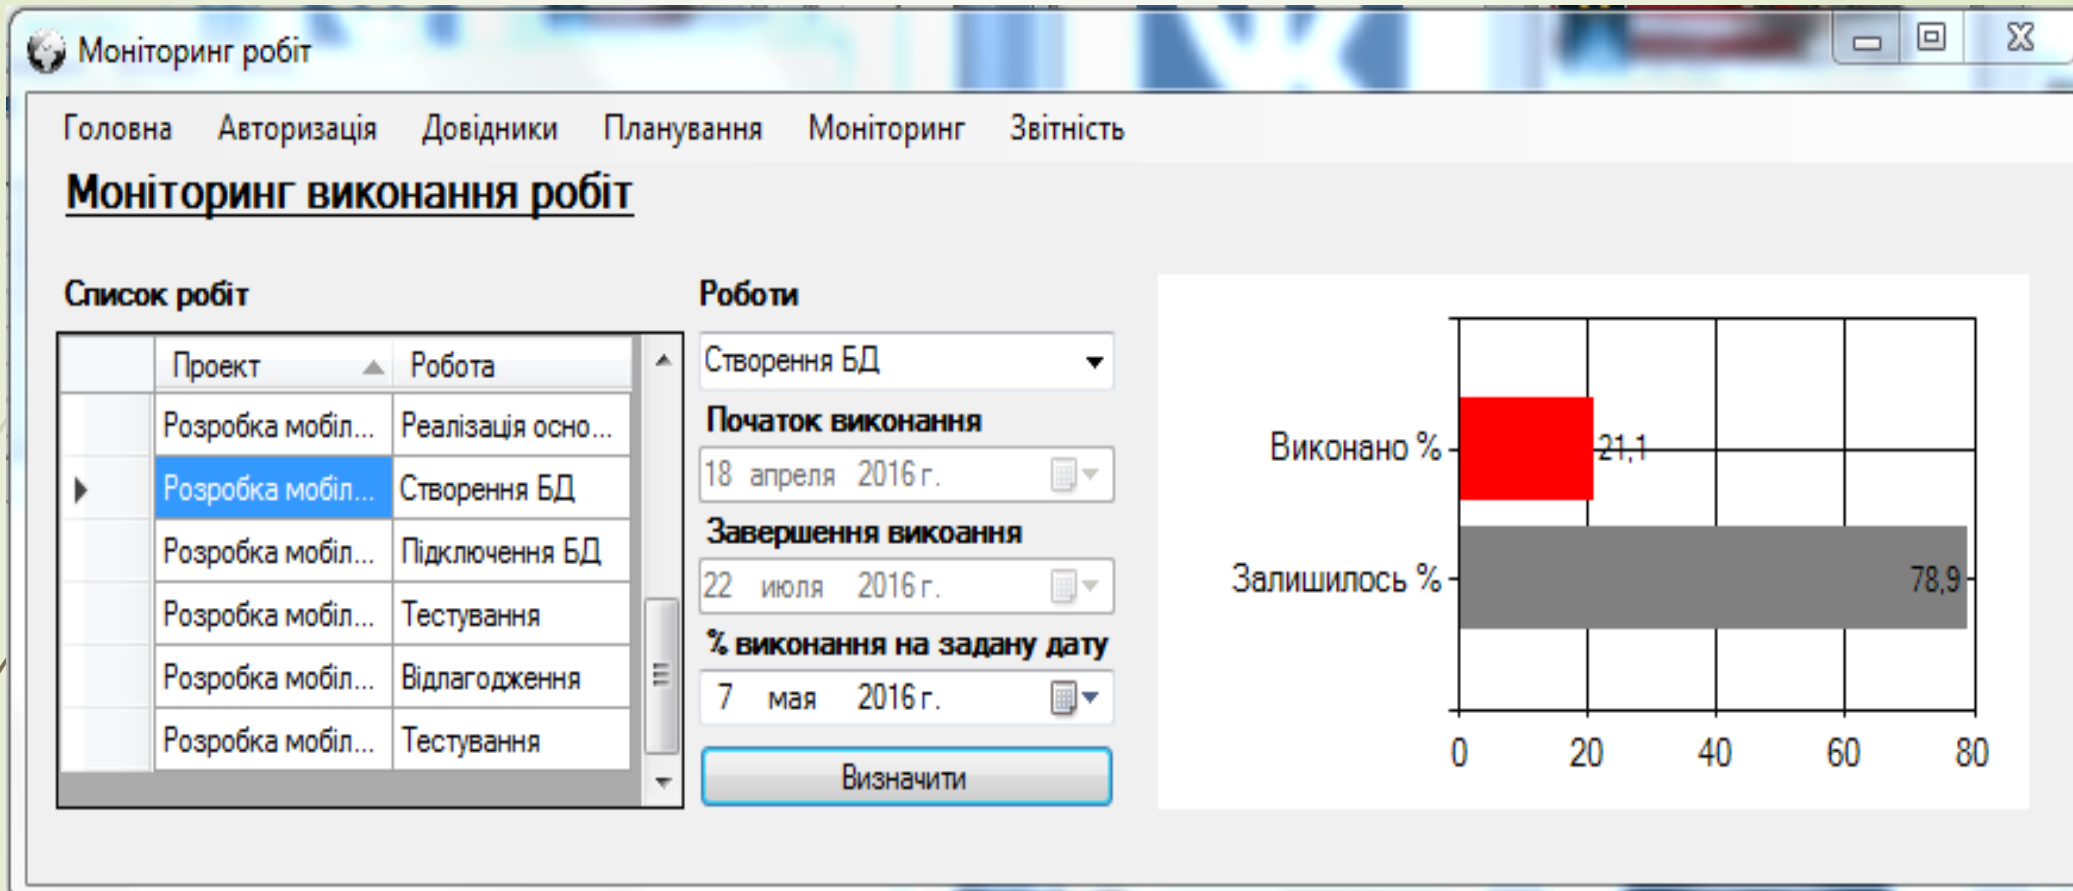 Моніторинг робіт
Головна Авторизація Довідники Планування Моніторинг Звітність
Моніторинг виконання робіт
Список робіт
Проект Робота
Розробка мобіл... Реалізація осно...
Розробка мобіл... Створення БД
Розробка мобіл... Підключення БД
Розробка мобіл... Тестування
Розробка мобіл... Відлагодження
Розробка мобіл... Тестування
Роботи
Створення БД
Початок виконання
18 апреля 2016 г.
Завершення викоання
22 июля 2016 г.
% виконання на задану дату
7 мая 2016 г.
Визначити
Виконано % 21,1
Залишилось % 78,9
0 20 40 60 80